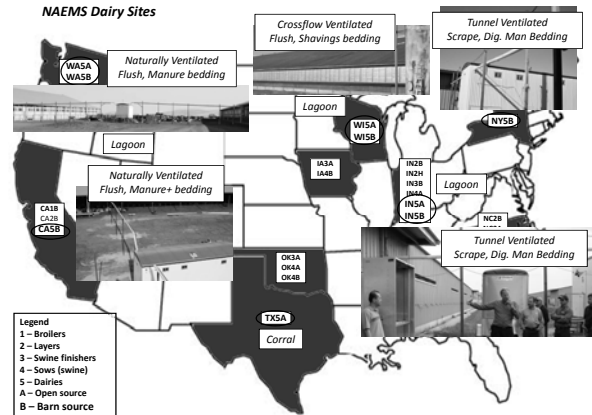 NAEMS Dairy Sites
Naturally Ventilated
Flush, Manure bedding
Crossflow Ventilated
Flush, Shavings bedding
Tunnel Ventilated
Scrape, Dig. Man Bedding
WA5A
WA5B
Lagoon
WI5A
WI5B
NY5B
Lagoon
IA3A
IA4B
IN2B
IN2H
IN3B
IN4A
IN5A
IN5B
Lagoon
Naturally Ventilated
Flush, Manure+ bedding
CA1B
CA2B
CA5B
NC2B
Tunnel Ventilated
Scrape, Dig. Man Bedding
OK3A
OK4A
OK4B
TX5A
Corral
Legend
1 – Broilers
2 – Layers
3 – Swine finishers
4 – Sows (swine)
5 – Dairies
A – Open source
B – Barn source